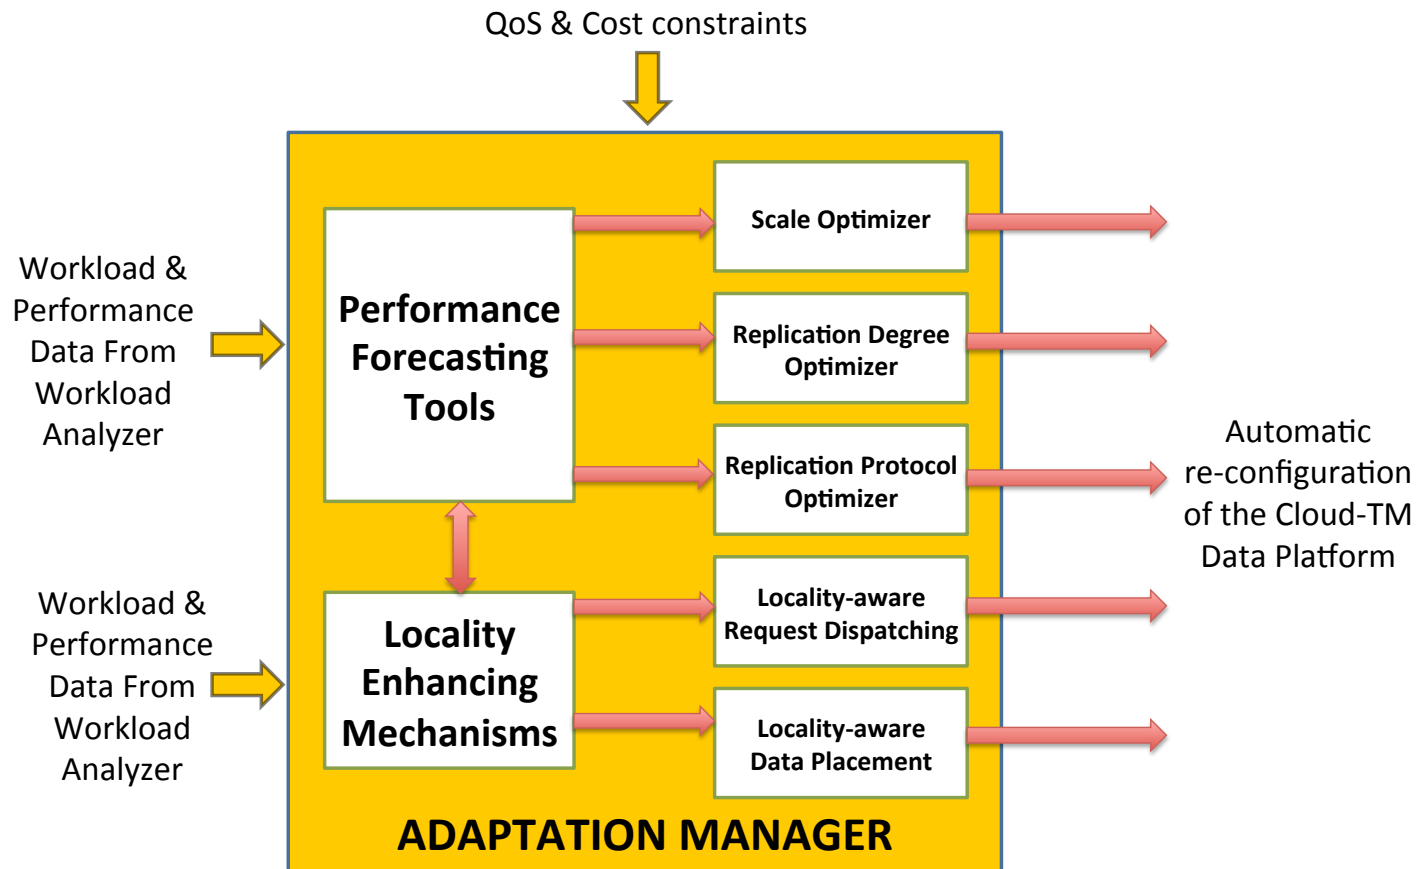 QoS & Cost constraints
Workload &
Performance
Data From
Workload
Analyzer
Performance
Forecasting
Tools
Scale Optimizer
Replication Degree
Optimizer
Replication Protocol
Optimizer
Automatic
re-configuration
of the Cloud-TM
Data Platform
Workload &
Performance
Data From
Workload
Analyzer
Locality
Enhancing
Mechanisms
Locality-aware
Request Dispatching
Locality-aware
Data Placement
ADAPTATION MANAGER